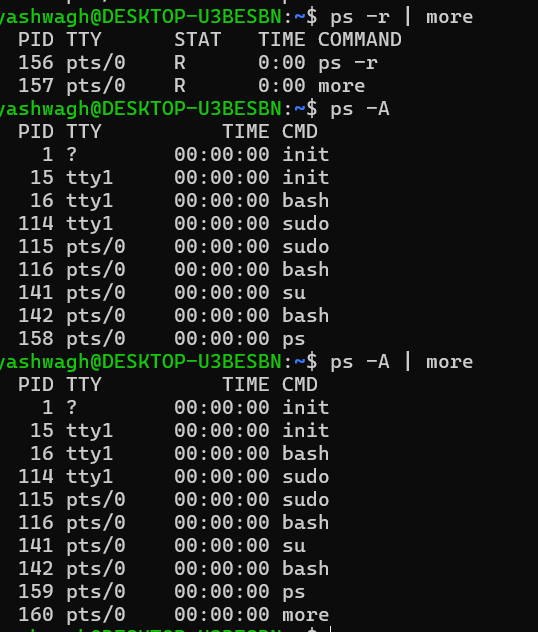 yashwagh@DESKTOP-U3BESBN:~$ ps -r | more
  PID TTY      STAT   TIME COMMAND
  156 pts/0    R      0:00 ps -r
  157 pts/0    R      0:00 more
yashwagh@DESKTOP-U3BESBN:~$ ps -A
  PID TTY          TIME CMD
    1 ?        00:00:00 init
   15 tty1     00:00:00 init
   16 tty1     00:00:00 bash
  114 tty1     00:00:00 sudo
  115 pts/0    00:00:00 sudo
  116 pts/0    00:00:00 bash
  141 pts/0    00:00:00 su
  142 pts/0    00:00:00 bash
  158 pts/0    00:00:00 ps
yashwagh@DESKTOP-U3BESBN:~$ ps -A | more
  PID TTY          TIME CMD
    1 ?        00:00:00 init
   15 tty1     00:00:00 init
   16 tty1     00:00:00 bash
  114 tty1     00:00:00 sudo
  115 pts/0    00:00:00 sudo
  116 pts/0    00:00:00 bash
  141 pts/0    00:00:00 su
  142 pts/0    00:00:00 bash
  159 pts/0    00:00:00 ps
  160 pts/0    00:00:00 more
yashwagh@DESKTOP-U3BESBN:~$